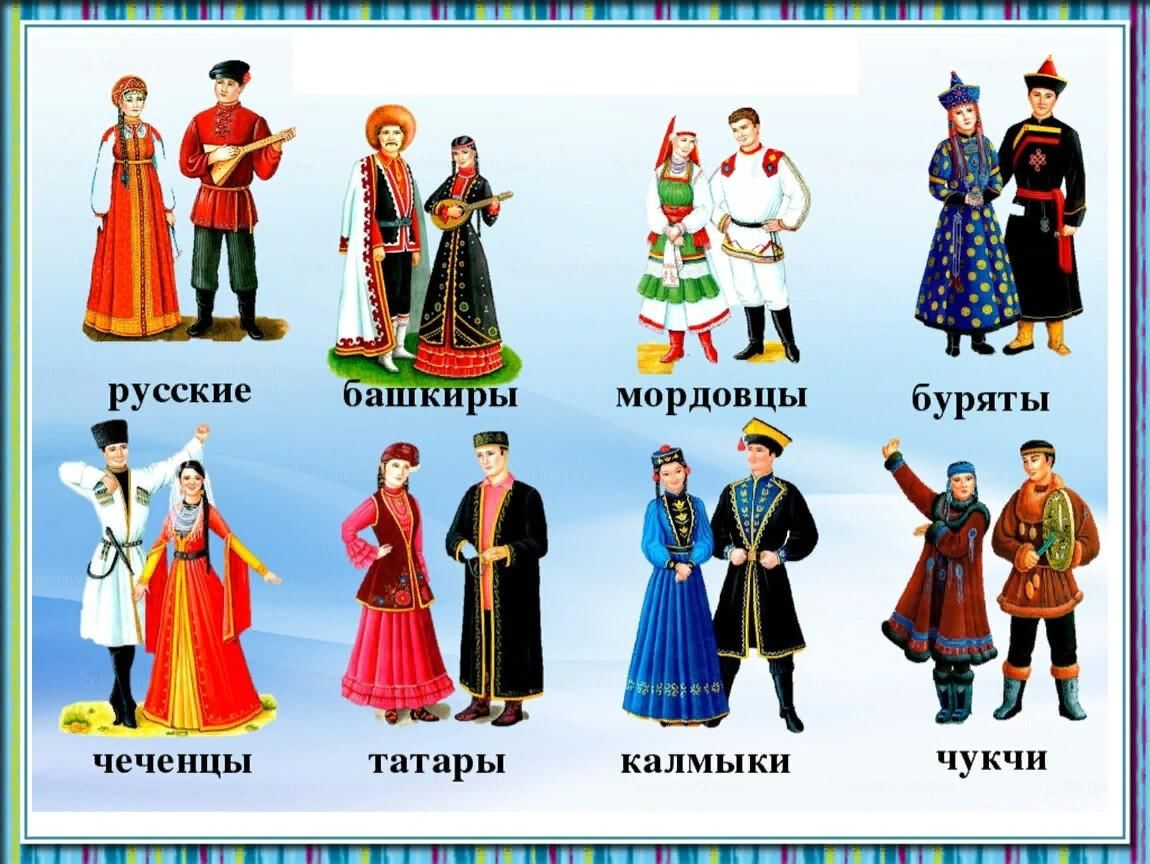 русские
башкиры
мордовцы
буряты
чеченцы
татары
калмыки
чукчи